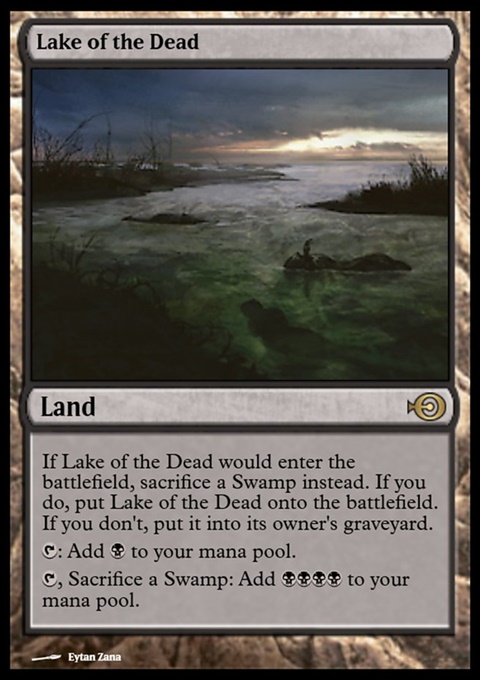 Lake of the Dead
Land
If Lake of the Dead would enter the
battlefield, sacrifice a Swamp instead. If you
do, put Lake of the Dead onto the battlefield.
If you don't, put it into its owner's graveyard.
: Add to your mana pool.
, Sacrifice a Swamp: Add to your
mana pool.
Eytan Zana